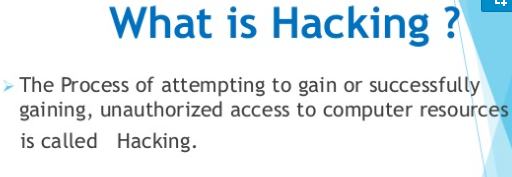 What is Hacking ?
The Process of attempting to gain or successfully
gaining, unauthorized access to computer resources
is called Hacking.